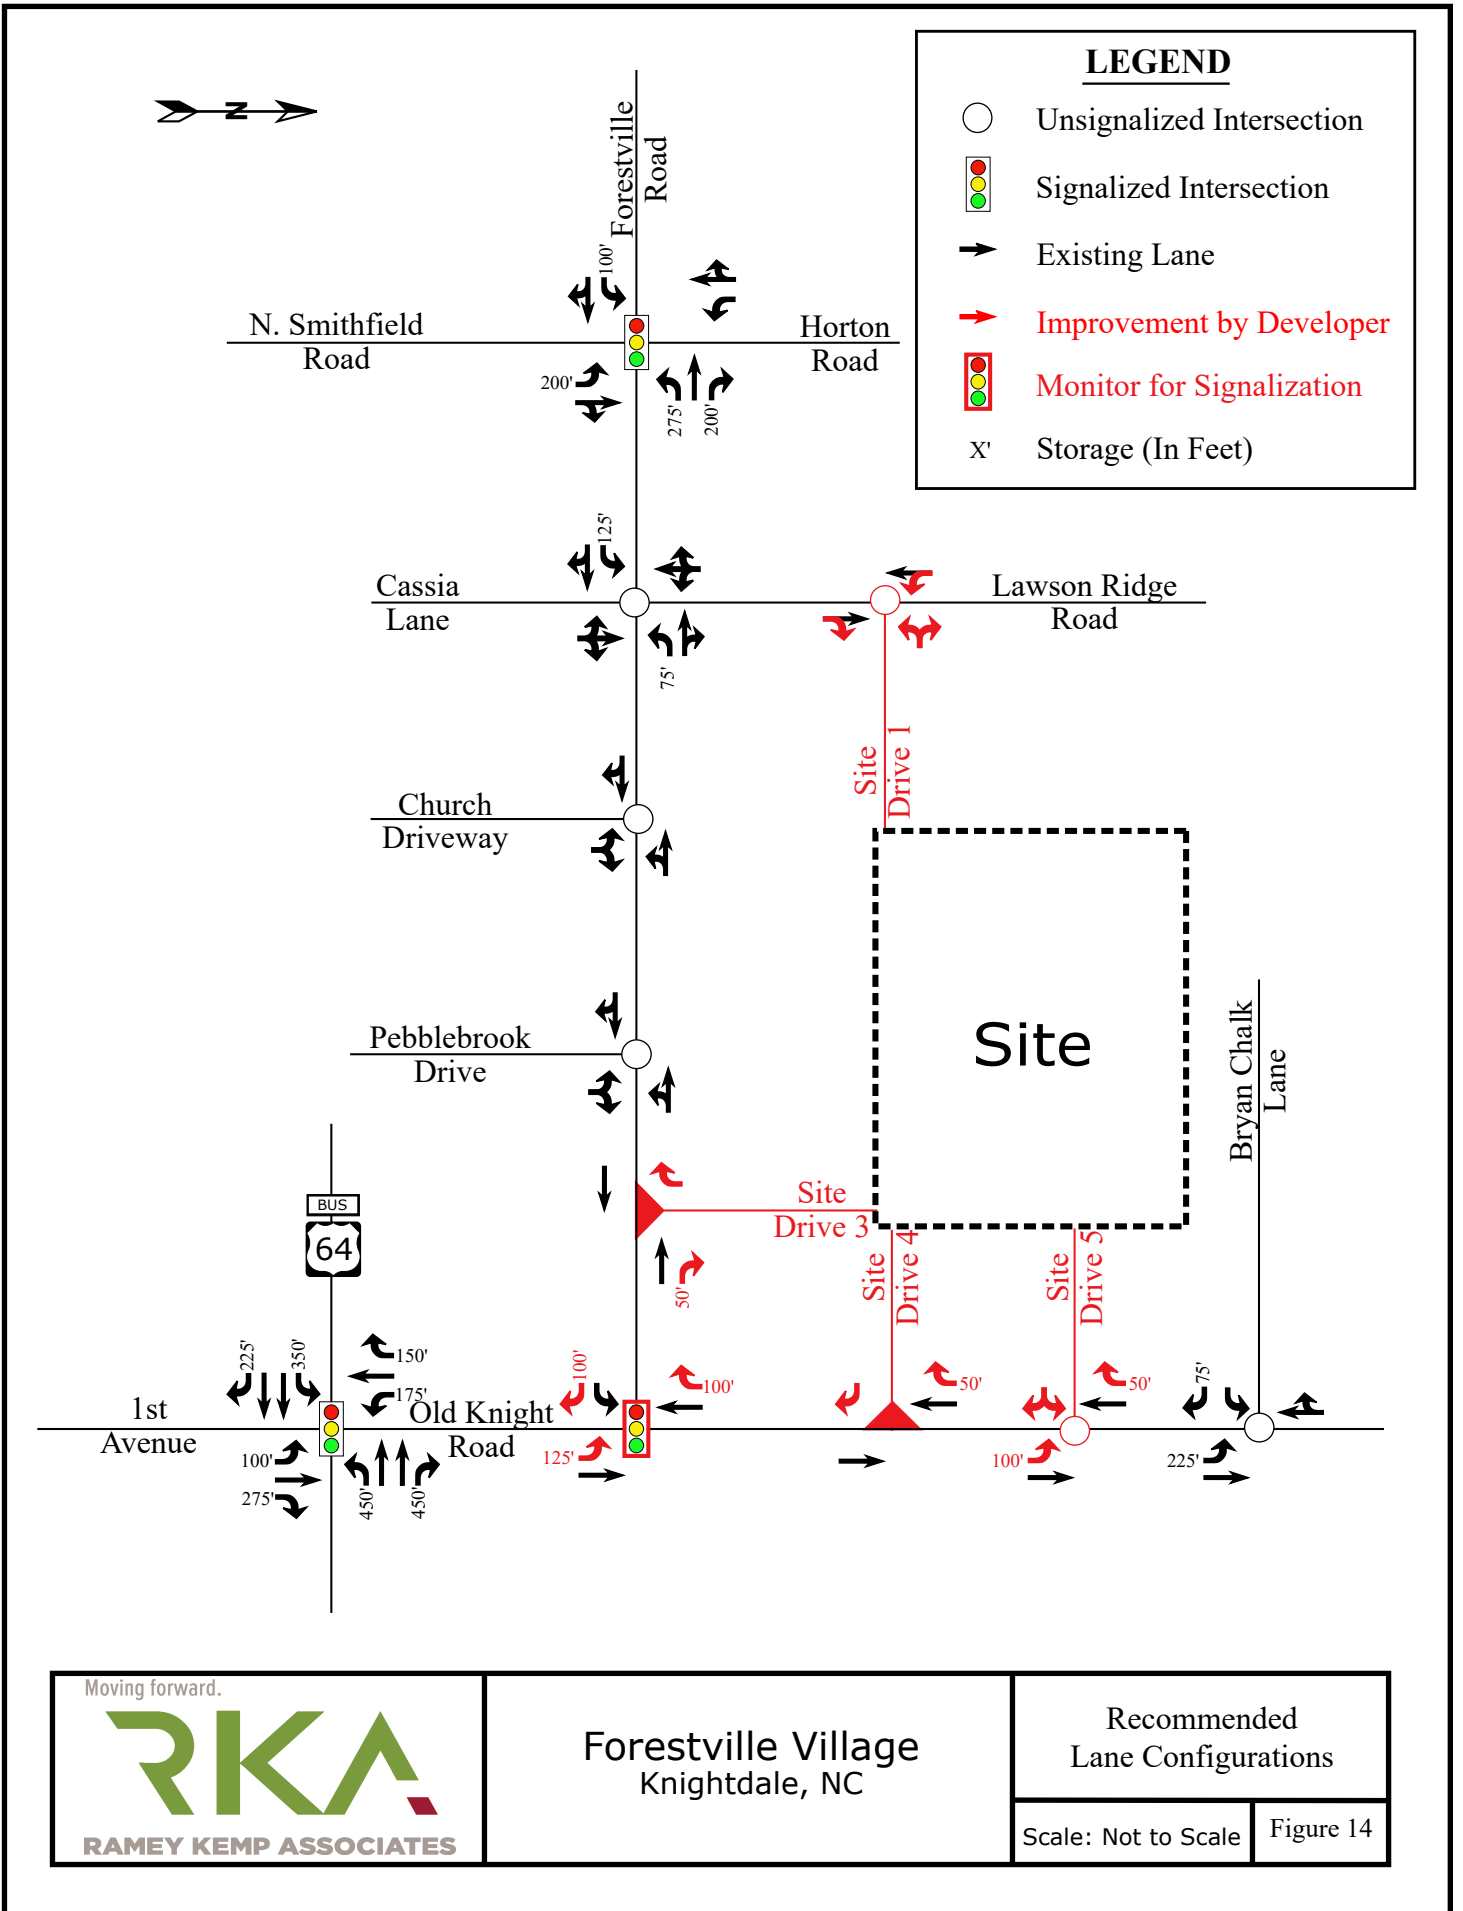 LEGEND
Unsignalized Intersection
Signalized Intersection
Existing Lane
Improvement by Developer
Monitor for Signalization
X'
Storage (In Feet)
N
Forestville
Road
100'
N. Smithfield
Road
Horton
Road
200'
275'
200'
125'
Cassia
Lane
Lawson Ridge
Road
75'
Site
Drive 1
Church
Driveway
Pebblebrook
Drive
Site
Bryan Chalk
Lane
BUS
64
Site
Drive 3
50'
Site
Drive 4
Site
Drive 5
225'
350'
150'
175'
1st
Avenue
Old Knight
Road
100'
275'
450'
450'
100'
100'
125'
50'
50'
100'
75'
225'
Moving forward.
RKA
RAMEY KEMP ASSOCIATES
Forestville Village
Knightdale, NC
Recommended
Lane Configurations
Scale: Not to Scale
Figure 14